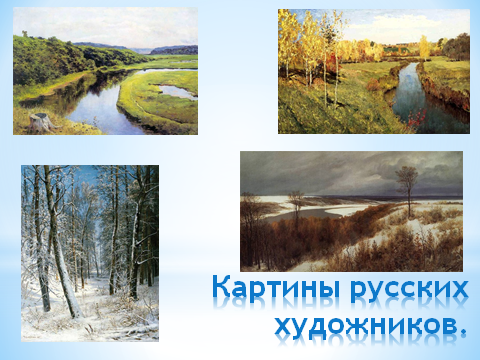 Картины русских
художников.